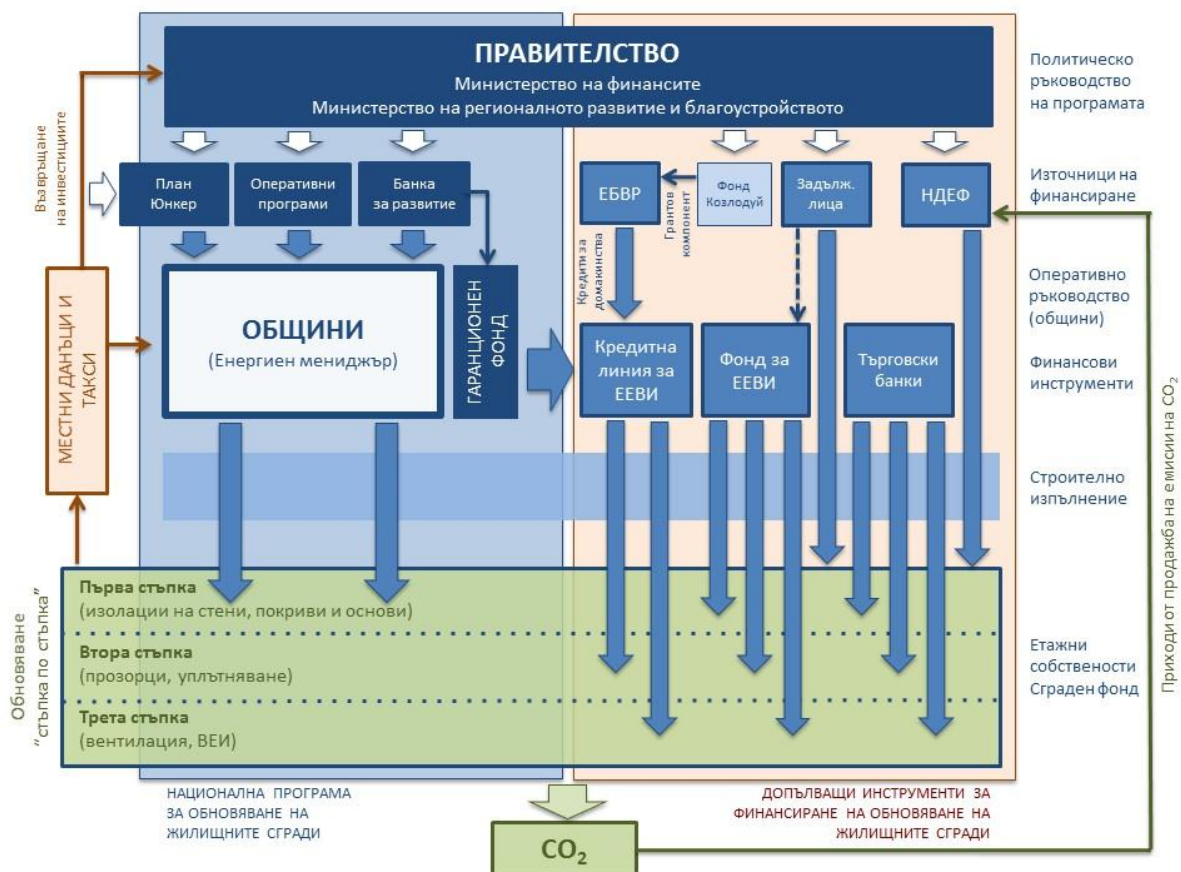 ПРАВИТЕЛСТВО
Министерство на финансите
Министерство на регионалното развитие и благоустройството
Политическо
ръководство
на програмата
Възвръщане
на инвестициите
План
Юнкер
Оперативни
програми
Банка
за развитие
ЕБВР
Грантов
компонент
Фонд
Козлодуй
Задълж.
лица
НДЕФ
Източници на
финансиране
Кредити за
домакинства
МЕСТНИ ДАНЪЦИ И
ТАКСИ
ОБЩИНИ
(Енергиен мениджър)
ГАРАНЦИОНЕН
ФОНД
Оперативно
ръководство
(общини)
Кредитна
линия за
ЕЕВИ
Фонд за
ЕЕВИ
Търговски
банки
Финансови
инструменти
Строително
изпълнение
Приходи от продажба на емисии на CO₂
Обновяване
"стъпка по стъпка"
Първа стъпка
(изолации на стени, покриви и основи)
Втора стъпка
(прозорци, уплътняване)
Трета стъпка
(вентилация, ВЕИ)
Етажни
собствености
Сграден фонд
НАЦИОНАЛНА ПРОГРАМА
ЗА ОБНОВЯВАНЕ НА
ЖИЛИЩНИТЕ СГРАДИ
ДОПЪЛВАЩИ ИНСТРУМЕНТИ ЗА
ФИНАНСИРАНЕ НА ОБНОВЯВАНЕ НА
ЖИЛИЩНИТЕ СГРАДИ
CO₂